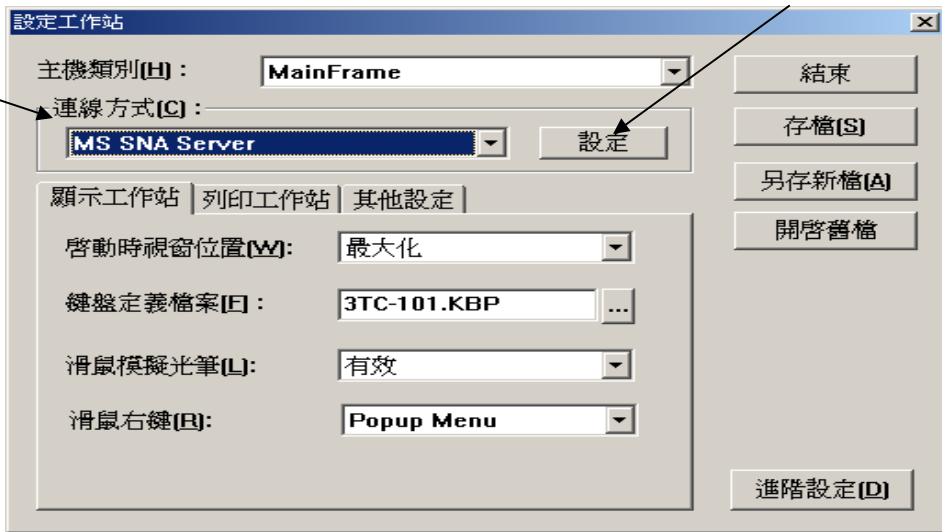 設定工作站
主機類別(H)：
MainFrame
連線方式(C)：
MS SNA Server
設定
顯示工作站
列印工作站
其他設定
啓動時視窗位置(W):
最大化
鍵盤定義檔案(F)：
3TC-101.KBP
...
滑鼠模擬光筆(L):
有效
滑鼠右鍵(R):
Popup Menu
結束
存檔(S)
另存新檔(A)
開啓舊檔
進階設定(D)